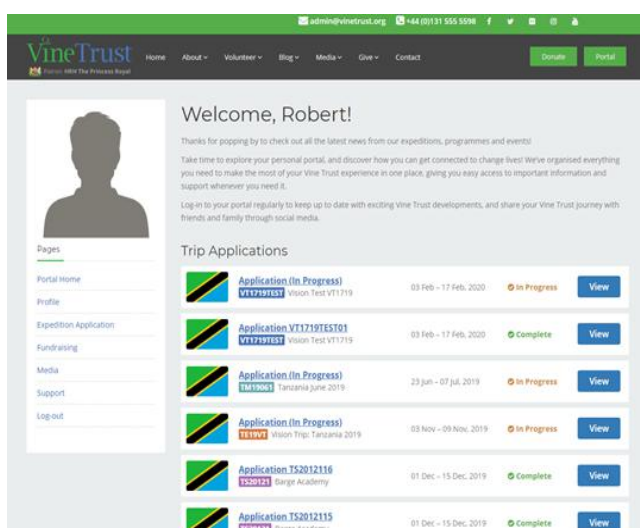 admin@vinetrust.org +44 (0)131 555 5598
VineTrust
Patron HRH The Princess Royal
Home About Volunteer Blog Media Give Contact Donate Portal
Welcome, Robert!
Thanks for popping by to check out all the latest news from our expeditions, programmes and events!
Take time to explore your personal portal, and discover how you can get connected to change lives! We've organised everything
you need to make the most of your Vine Trust experience in one place, giving you easy access to important information and
support whenever you need it.
Log-in to your portal regularly to keep up to date with exciting Vine Trust developments, and share your Vine Trust journey with
friends and family through social media.
Pages
Portal Home
Profile
Expedition Application
Fundraising
Media
Support
Log-out
Trip Applications
Application (In Progress)
VT1719TEST Vision Test VT1719
03 Feb - 17 Feb, 2020 In Progress View
Application VT1719TEST01
VT1719TEST Vision Test VT1719
03 Feb - 17 Feb, 2020 Complete View
Application (In Progress)
TM19061 Tanzania June 2019
23 Jun - 07 Jul, 2019 In Progress View
Application (In Progress)
TE19VT Vision Trip: Tanzania 2019
03 Nov - 09 Nov, 2019 In Progress View
Application TS2012116
TS20121 Barge Academy
01 Dec - 15 Dec, 2019 Complete View
Application TS2012115
01 Dec - 15 Dec, 2019 Complete View